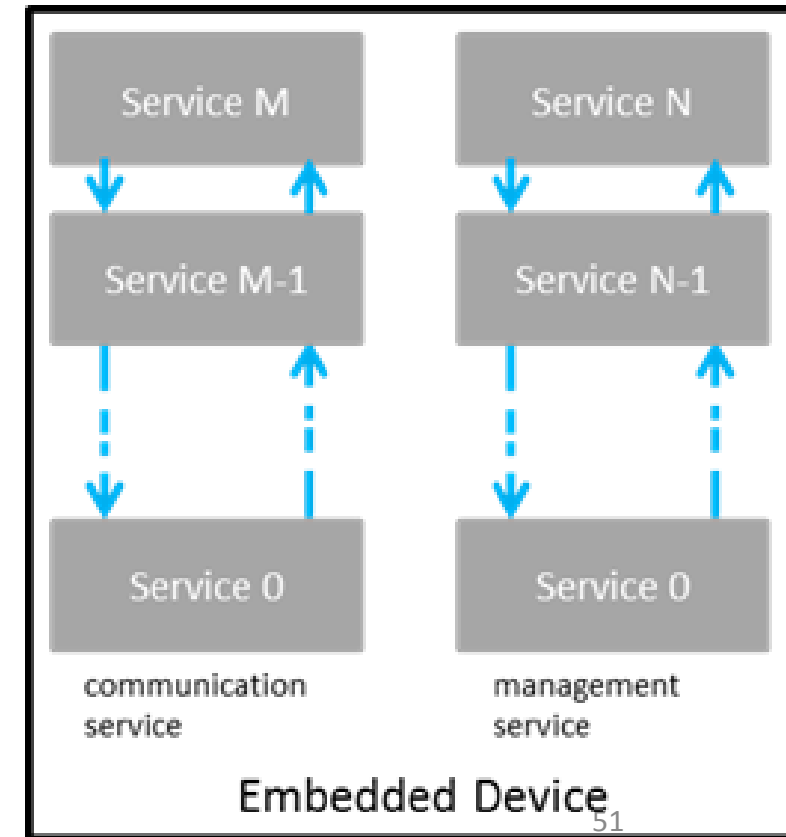 Service M
Service N
Service M-1
Service N-1
Service 0
Service 0
communication
service
management
service
Embedded Device
51